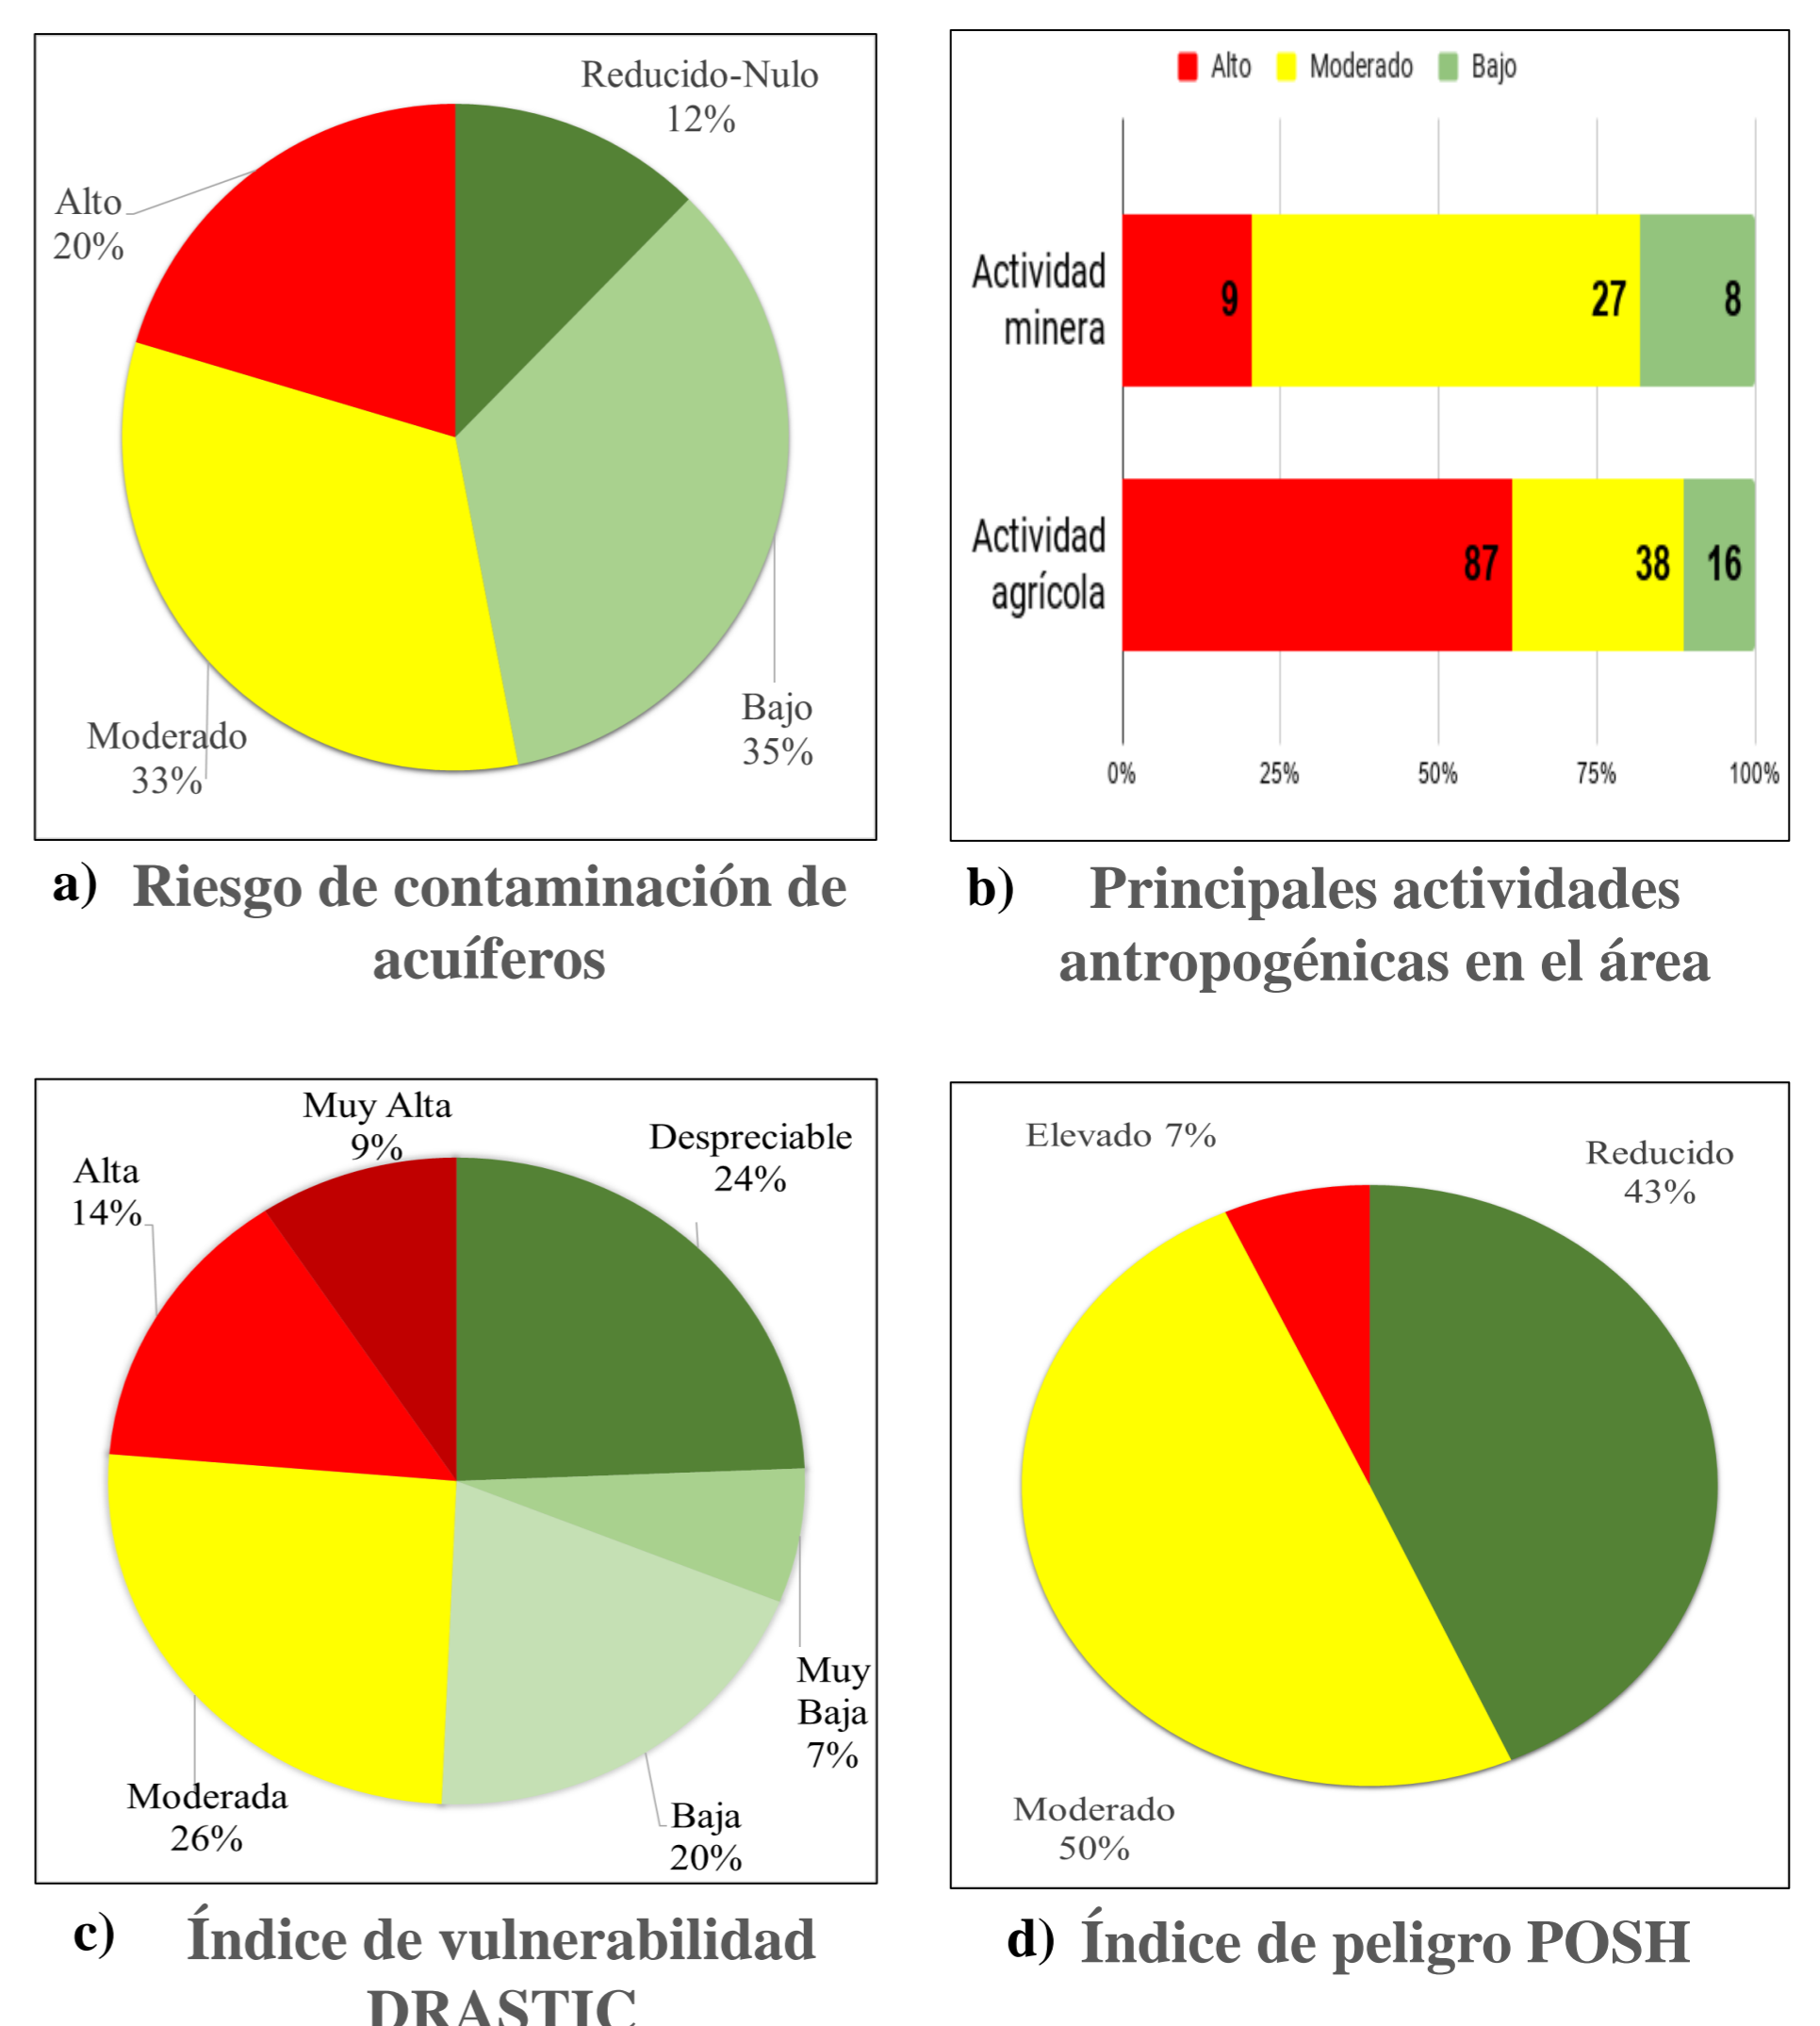 Reducido-Nulo
12%
Alto
20%
Bajo
35%
Moderado
33%
a) Riesgo de contaminación de
acuíferos
Alto Moderado Bajo
Actividad
minera
9 27 8
Actividad
agrícola
87 38 16
0% 25% 50% 75% 100%
b) Principales actividades
antropogénicas en el área
Muy Alta
9%
Despreciable
24%
Alta
14%
Muy
Baja
7%
Moderada
26%
Baja
20%
c) Índice de vulnerabilidad
DRASTIC
Elevado 7%
Reducido
43%
Moderado
50%
d) Índice de peligro POSH